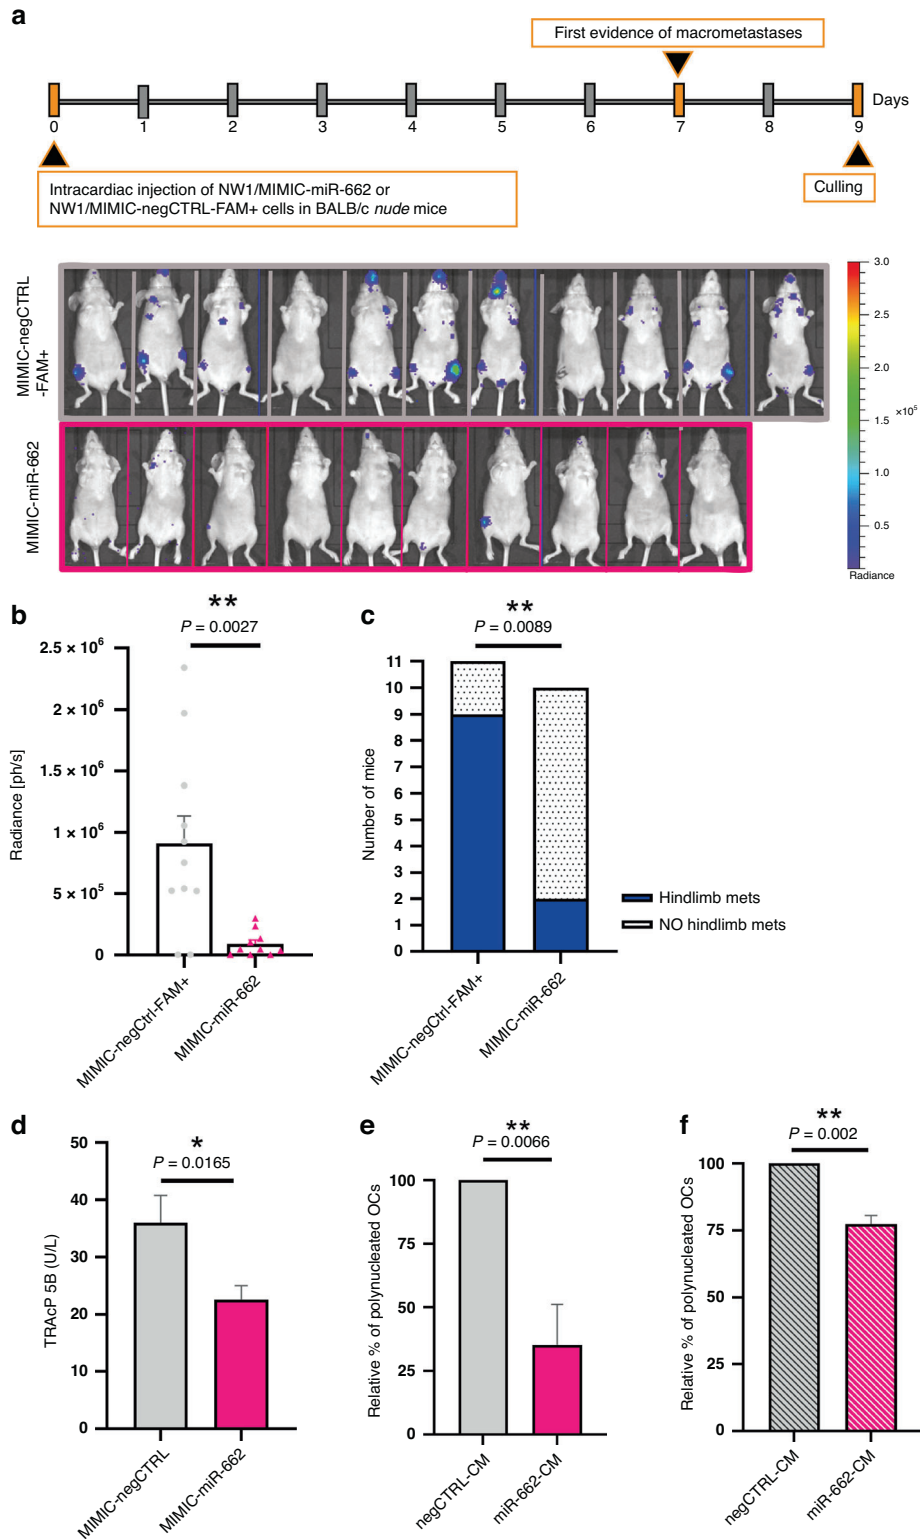 a
First evidence of macrometastases
Days
0 1 2 3 4 5 6 7 8 9
Intracardiac injection of NW1/MIMIC-miR-662 or
NW1/MIMIC-negCTRL-FAM+ cells in BALB/c nude mice
Culling
MIMIC-negCTRL
-FAM+
MIMIC-miR-662
3.0
2.5
2.0
1.5
×10⁵
1.0
0.5
Radiance
b
**
P = 0.0027
Radiance [ph/s]
2.5 × 10⁶
2 × 10⁶
1.5 × 10⁶
1 × 10⁶
5 × 10⁵
0
MIMIC-negCtrl-FAM+
MIMIC-miR-662
c
**
P = 0.0089
Number of mice
11
10
9
8
7
6
5
4
3
2
1
0
MIMIC-negCtrl-FAM+
MIMIC-miR-662
Hindlimb mets
NO hindlimb mets
d
*
P = 0.0165
TRAcP 5B (U/L)
50
40
30
20
10
0
MIMIC-negCTRL
MIMIC-miR-662
e
**
P = 0.0066
Relative % of polynucleated OCs
100
75
50
25
0
negCTRL-CM
miR-662-CM
f
**
P = 0.002
Relative % of polynucleated OCs
100
75
50
25
0
negCTRL-CM
miR-662-CM